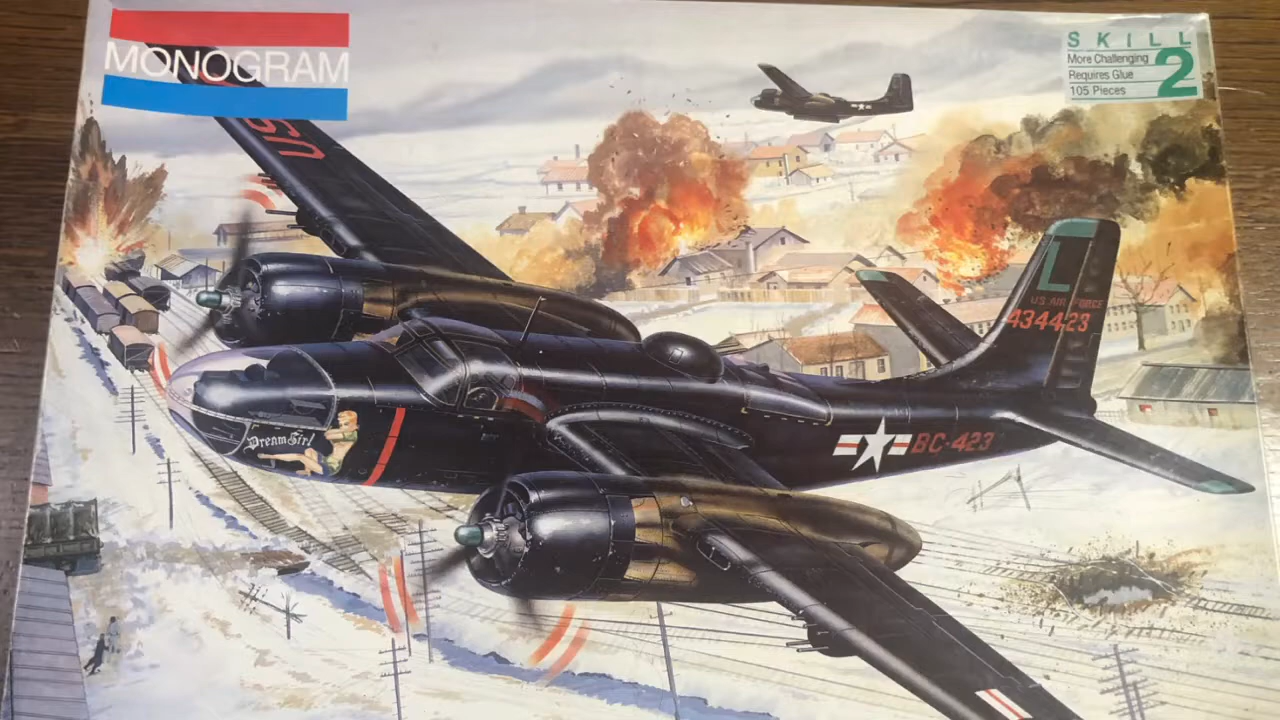 MONOGRAM
SKILL
2
More Challenging
Requires Glue
105 Pieces
US
L
US AIR FORCE
434423
Dream Girl
BC-423